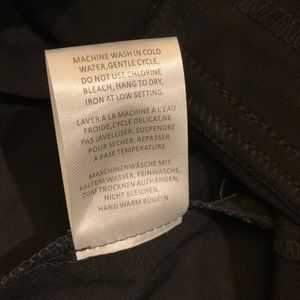 MACHINE WASH IN COLD
WATER,GENTLE CYCLE,
DO NOT USE CHLORINE
BLEACH, HANG TO DRY,
IRON AT LOW SETTING.
LAVER A LA MACHINE A L'EAU
FROIDE,CYCLE DELICAT,NE
PAS JAVELLISER, SUSPENDRE
POUR SECHER, REPASSER
A BASE TEMPERATURE
MASCHINENWÄSCHE MIT
KALTEM WASSER, FEINWÄSCHE,
ZUM TROCKNEN AUFHÄNGEN,
NICHT BLEICHEN,
HAND WARM BÜGELN